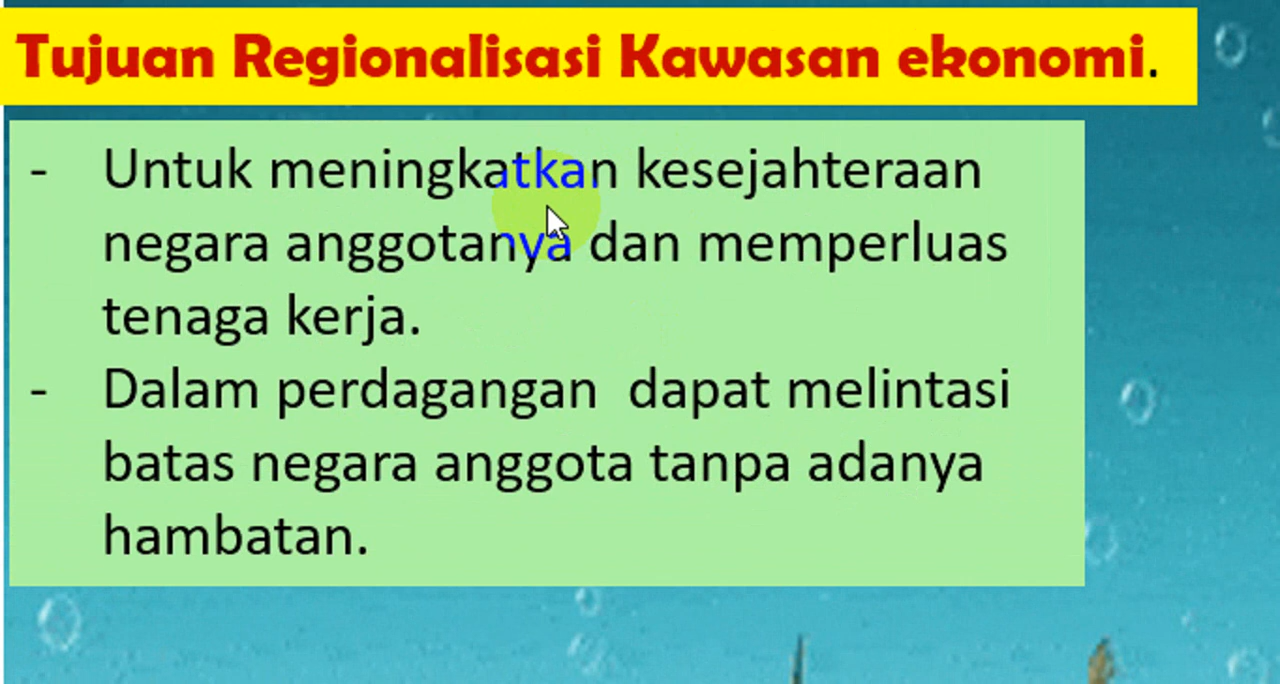 Tujuan Regionalisasi Kawasan ekonomi.
- Untuk meningkatkan kesejahteraan
negara anggotanya dan memperluas
tenaga kerja.
- Dalam perdagangan dapat melintasi
batas negara anggota tanpa adanya
hambatan.